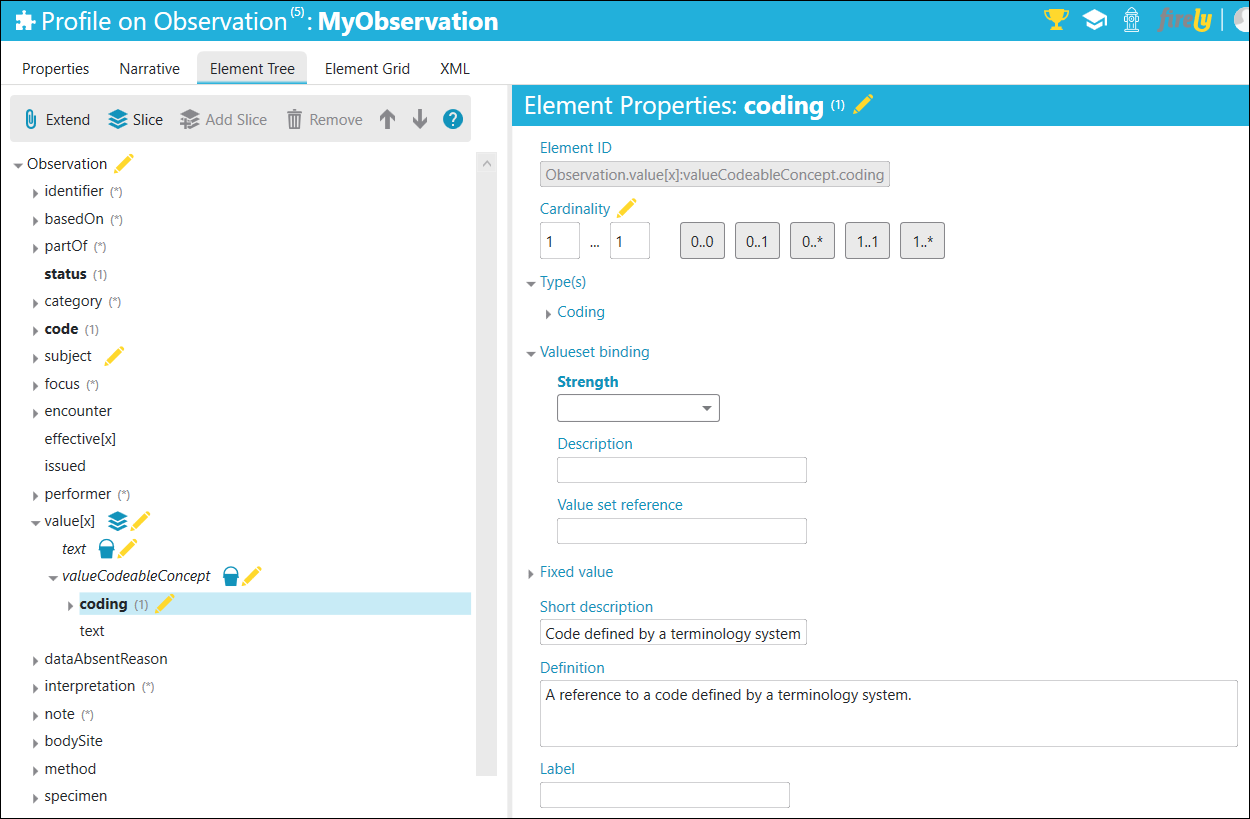 Profile on Observation (5) : MyObservation
firely
Properties Narrative Element Tree Element Grid XML
Extend Slice Add Slice Remove ?
Observation
identifier (*)
basedOn (*)
partOf (*)
status (1)
category (*)
code (1)
subject
focus (*)
encounter
effective[x]
issued
performer (*)
value[x]
text
valueCodeableConcept
coding (1)
text
dataAbsentReason
interpretation (*)
note (*)
bodySite
method
specimen
Element Properties: coding (1)
Element ID
Observation.value[x]:valueCodeableConcept.coding
Cardinality
1 ... 1 0..0 0..1 0..* 1..1 1..*
Type(s)
Coding
Valueset binding
Strength
Description
Value set reference
Fixed value
Short description
Code defined by a terminology system
Definition
A reference to a code defined by a terminology system.
Label